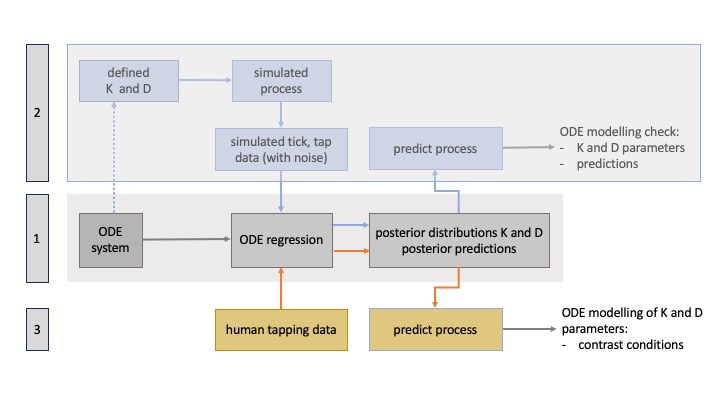 2
defined
K and D
simulated
process
simulated tick, tap
data (with noise)
predict process
ODE modelling check:
- K and D parameters
- predictions
1
ODE
system
ODE regression
posterior distributions K and D
posterior predictions
3
human tapping data
predict process
ODE modelling of K and D
parameters:
- contrast conditions